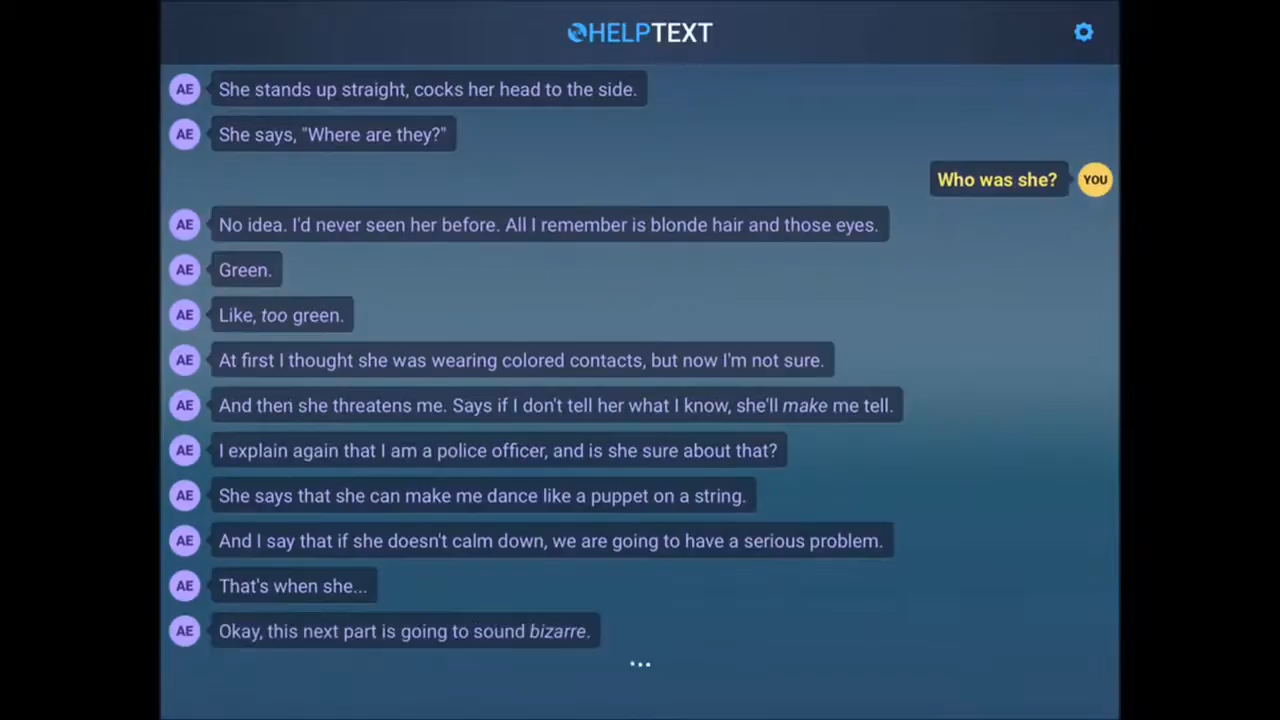 HELPTEXT
AE She stands up straight, cocks her head to the side.
AE She says, "Where are they?"
Who was she? YOU
AE No idea. I'd never seen her before. All I remember is blonde hair and those eyes.
AE Green.
AE Like, too green.
AE At first I thought she was wearing colored contacts, but now I'm not sure.
AE And then she threatens me. Says if I don't tell her what I know, she'll make me tell.
AE I explain again that I am a police officer, and is she sure about that?
AE She says that she can make me dance like a puppet on a string.
AE And I say that if she doesn't calm down, we are going to have a serious problem.
AE That's when she...
AE Okay, this next part is going to sound bizarre.
...